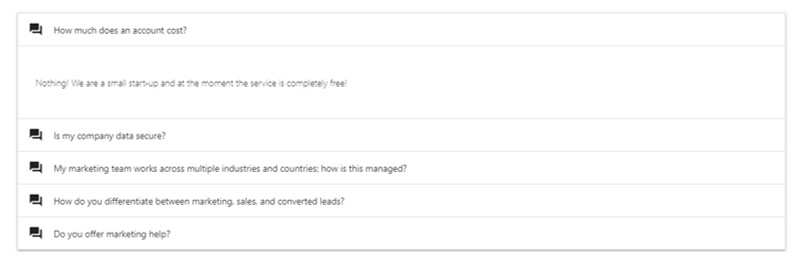 How much does an account cost?
Nothing! We are a small start-up and at the moment the service is completely free!
Is my company data secure?
My marketing team works across multiple industries and countries; how is this managed?
How do you differentiate between marketing, sales, and converted leads?
Do you offer marketing help?